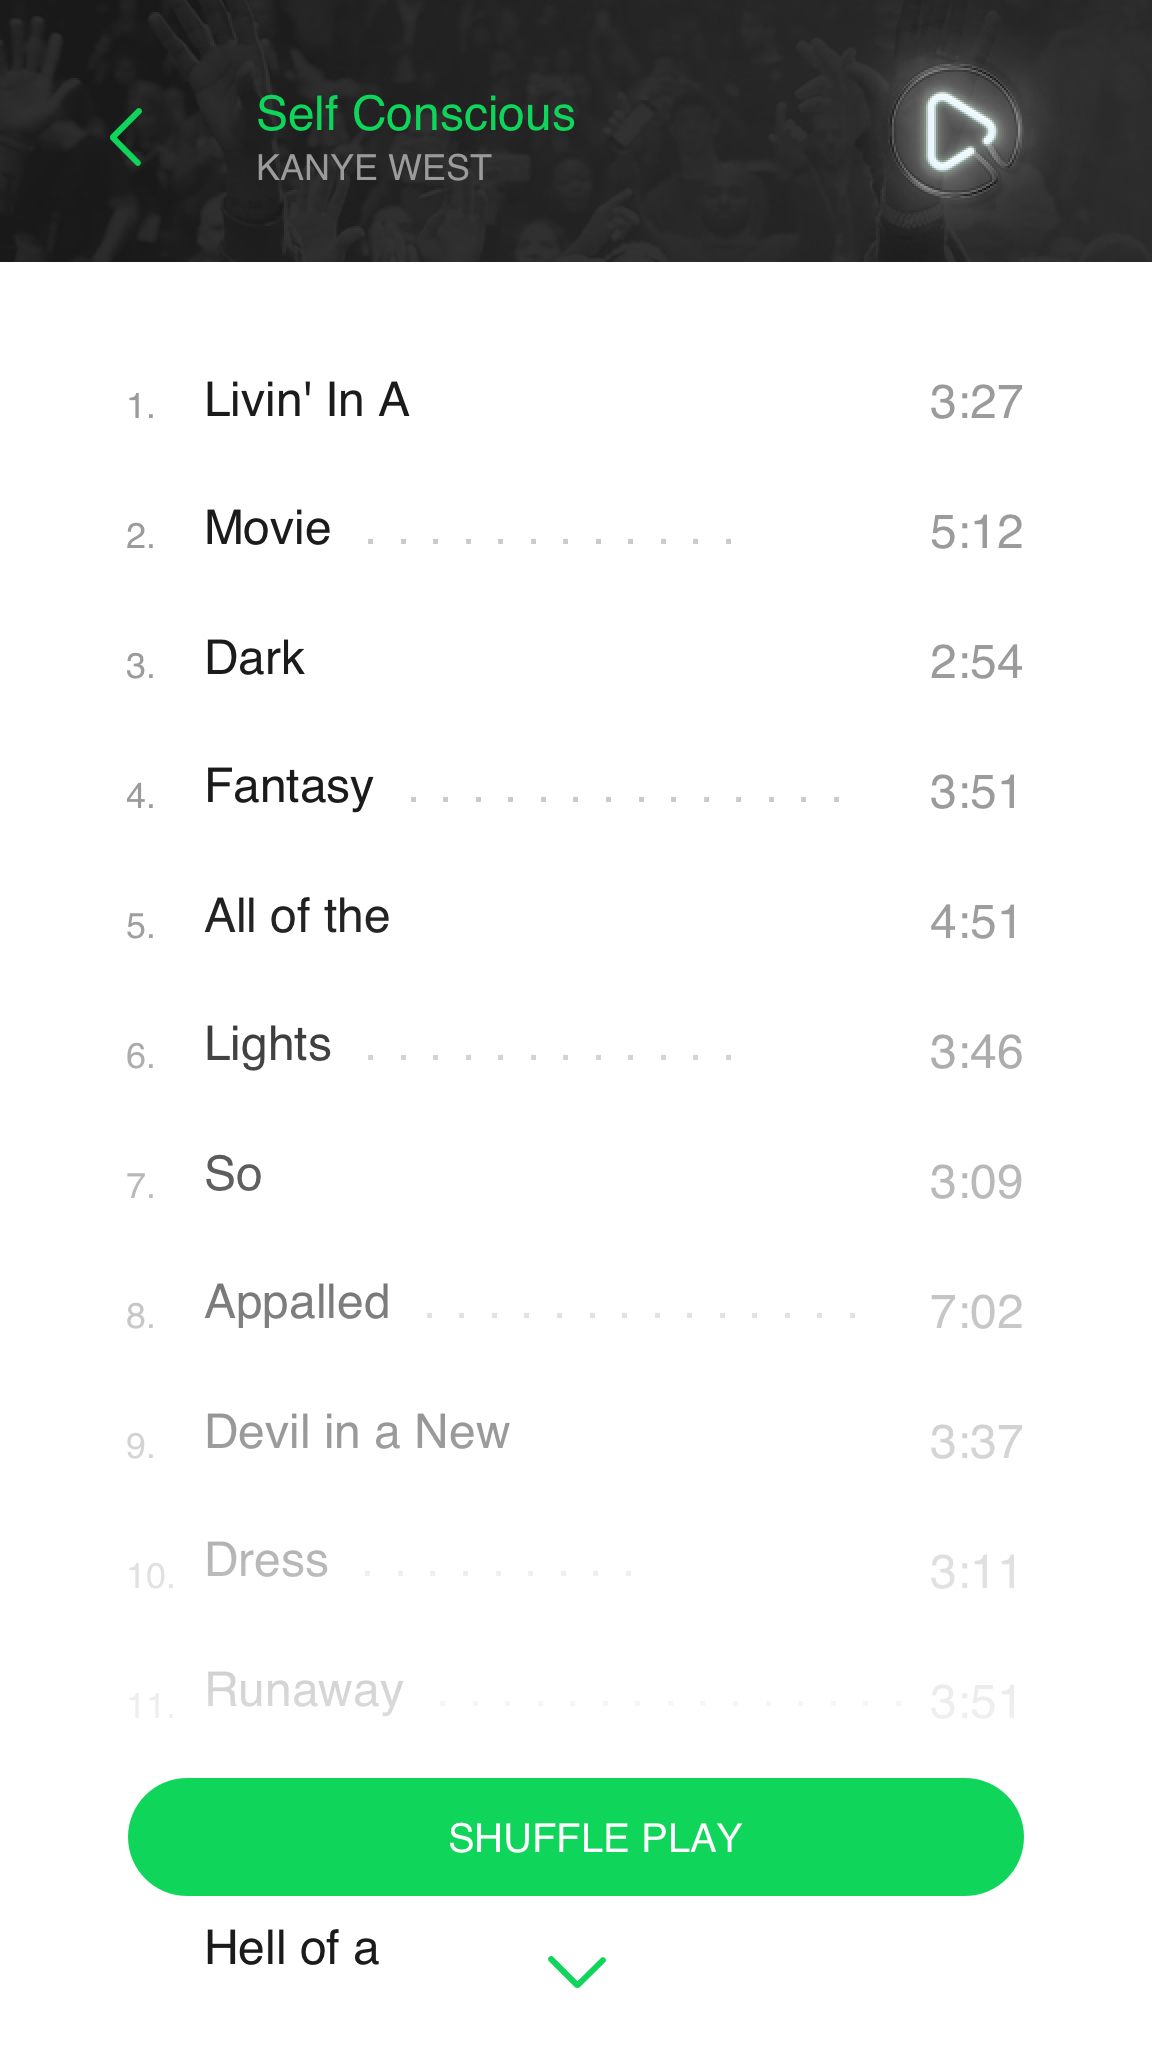 Self Conscious
KANYE WEST
1. Livin' In A 3:27
2. Movie . . . . . . . . . . . . 5:12
3. Dark 2:54
4. Fantasy . . . . . . . . . . . . . . 3:51
5. All of the 4:51
6. Lights . . . . . . . . . . . . 3:46
7. So 3:09
8. Appalled . . . . . . . . . . . . . . 7:02
9. Devil in a New 3:37
10. Dress . . . . . . . . . 3:11
11. Runaway . . . . . . . . . . . . . . . 3:51
SHUFFLE PLAY
Hell of a